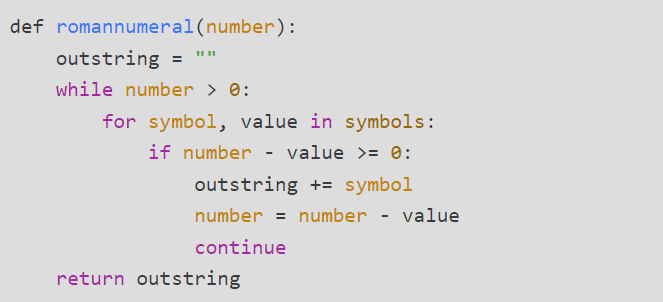 def romannumeral(number):
    outstring = ""
    while number > 0:
        for symbol, value in symbols:
            if number - value >= 0:
                outstring += symbol
                number = number - value
                continue
    return outstring